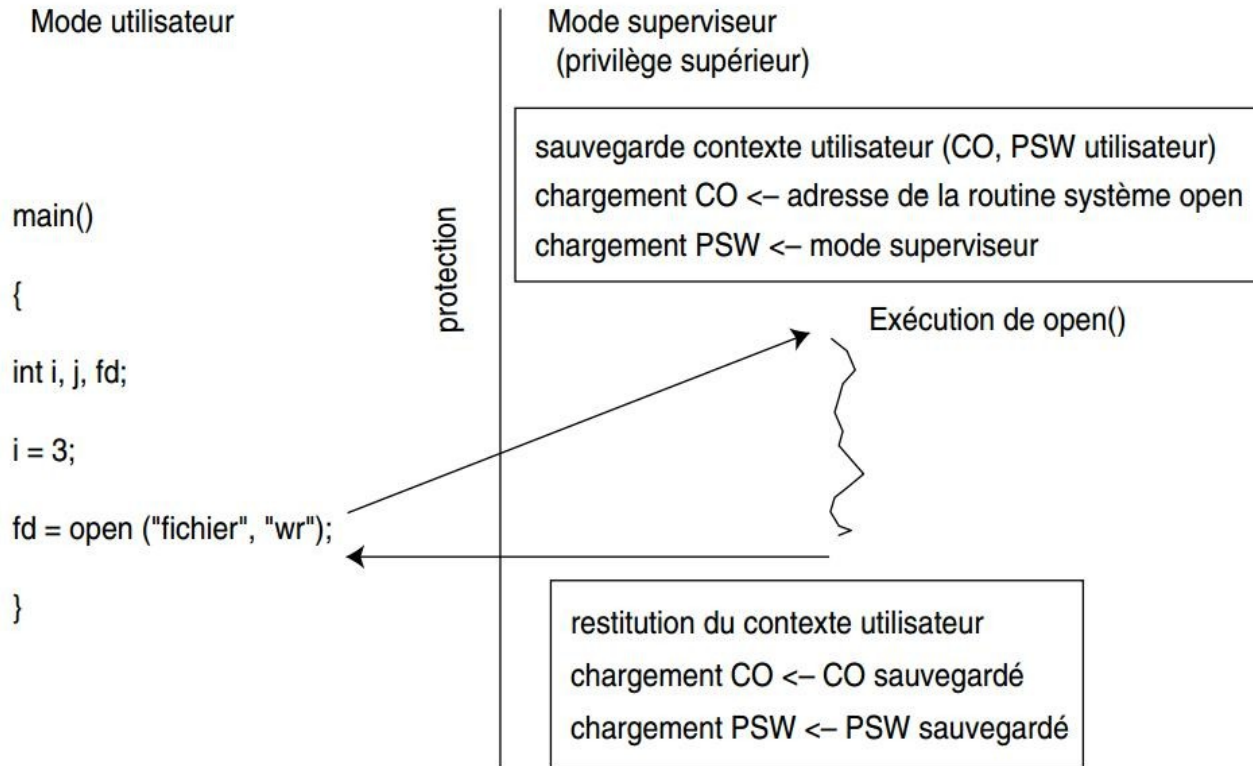 Mode utilisateur
Mode superviseur
(privilège supérieur)
sauvegarde contexte utilisateur (CO, PSW utilisateur)
chargement CO <– adresse de la routine système open
chargement PSW <– mode superviseur
protection
main()
{
int i, j, fd;
i = 3;
fd = open ("fichier", "wr");
}
Exécution de open()
restitution du contexte utilisateur
chargement CO <– CO sauvegardé
chargement PSW <– PSW sauvegardé